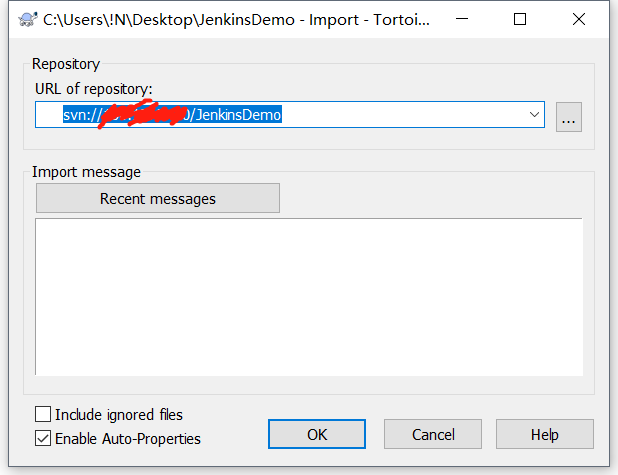 C:\Users\!N\Desktop\JenkinsDemo - Import - Tortoi...
Repository
URL of repository:
svn:// 0/JenkinsDemo
...
Import message
Recent messages
Include ignored files
Enable Auto-Properties
OK
Cancel
Help